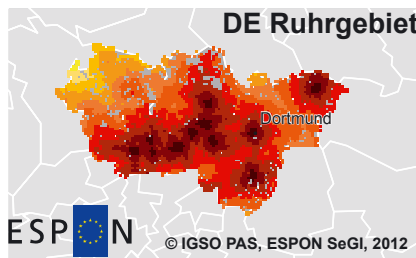 DE Ruhrgebiet
Dortmund
ESPON
© IGSO PAS, ESPON SeGI, 2012